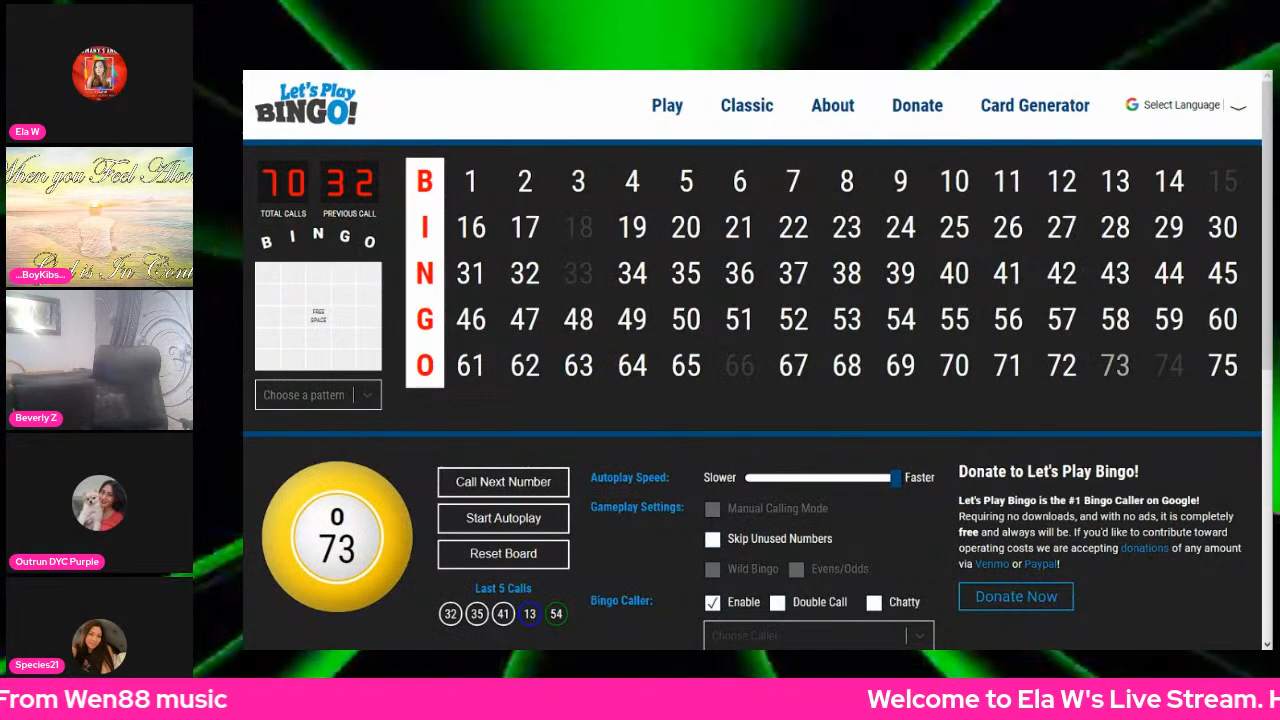 Ela W
When you Feel Alon
God is In Cont
...BoyKibs...
Beverly Z
Outrun DYC Purple
Species21
Let's Play
BINGO!
Play Classic About Donate Card Generator Select Language
70 32
TOTAL CALLS PREVIOUS CALL
B I N G O
FREE
SPACE
Choose a pattern
B 1 2 3 4 5 6 7 8 9 10 11 12 13 14 15
I 16 17 18 19 20 21 22 23 24 25 26 27 28 29 30
N 31 32 33 34 35 36 37 38 39 40 41 42 43 44 45
G 46 47 48 49 50 51 52 53 54 55 56 57 58 59 60
O 61 62 63 64 65 66 67 68 69 70 71 72 73 74 75
O
73
Call Next Number
Start Autoplay
Reset Board
Last 5 Calls
32 35 41 13 54
Autoplay Speed: Slower Faster
Gameplay Settings: Manual Calling Mode
Skip Unused Numbers
Wild Bingo Evens/Odds
Bingo Caller: Enable Double Call Chatty
Choose Caller
Donate to Let's Play Bingo!
Let's Play Bingo is the #1 Bingo Caller on Google!
Requiring no downloads, and with no ads, it is completely
free and always will be. If you'd like to contribute toward
operating costs we are accepting donations of any amount
via Venmo or Paypal!
Donate Now
From Wen88 music Welcome to Ela W's Live Stream. H